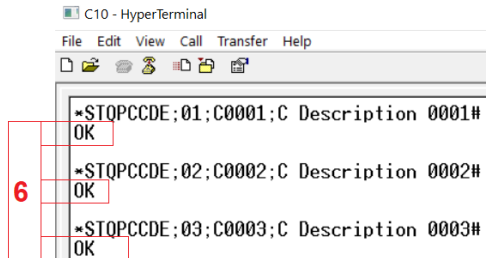 C10 - HyperTerminal
File Edit View Call Transfer Help
*STQPCCDE;01;C0001;C Description 0001#
OK
*STQPCCDE;02;C0002;C Description 0002#
OK
6
*STQPCCDE;03;C0003;C Description 0003#
OK